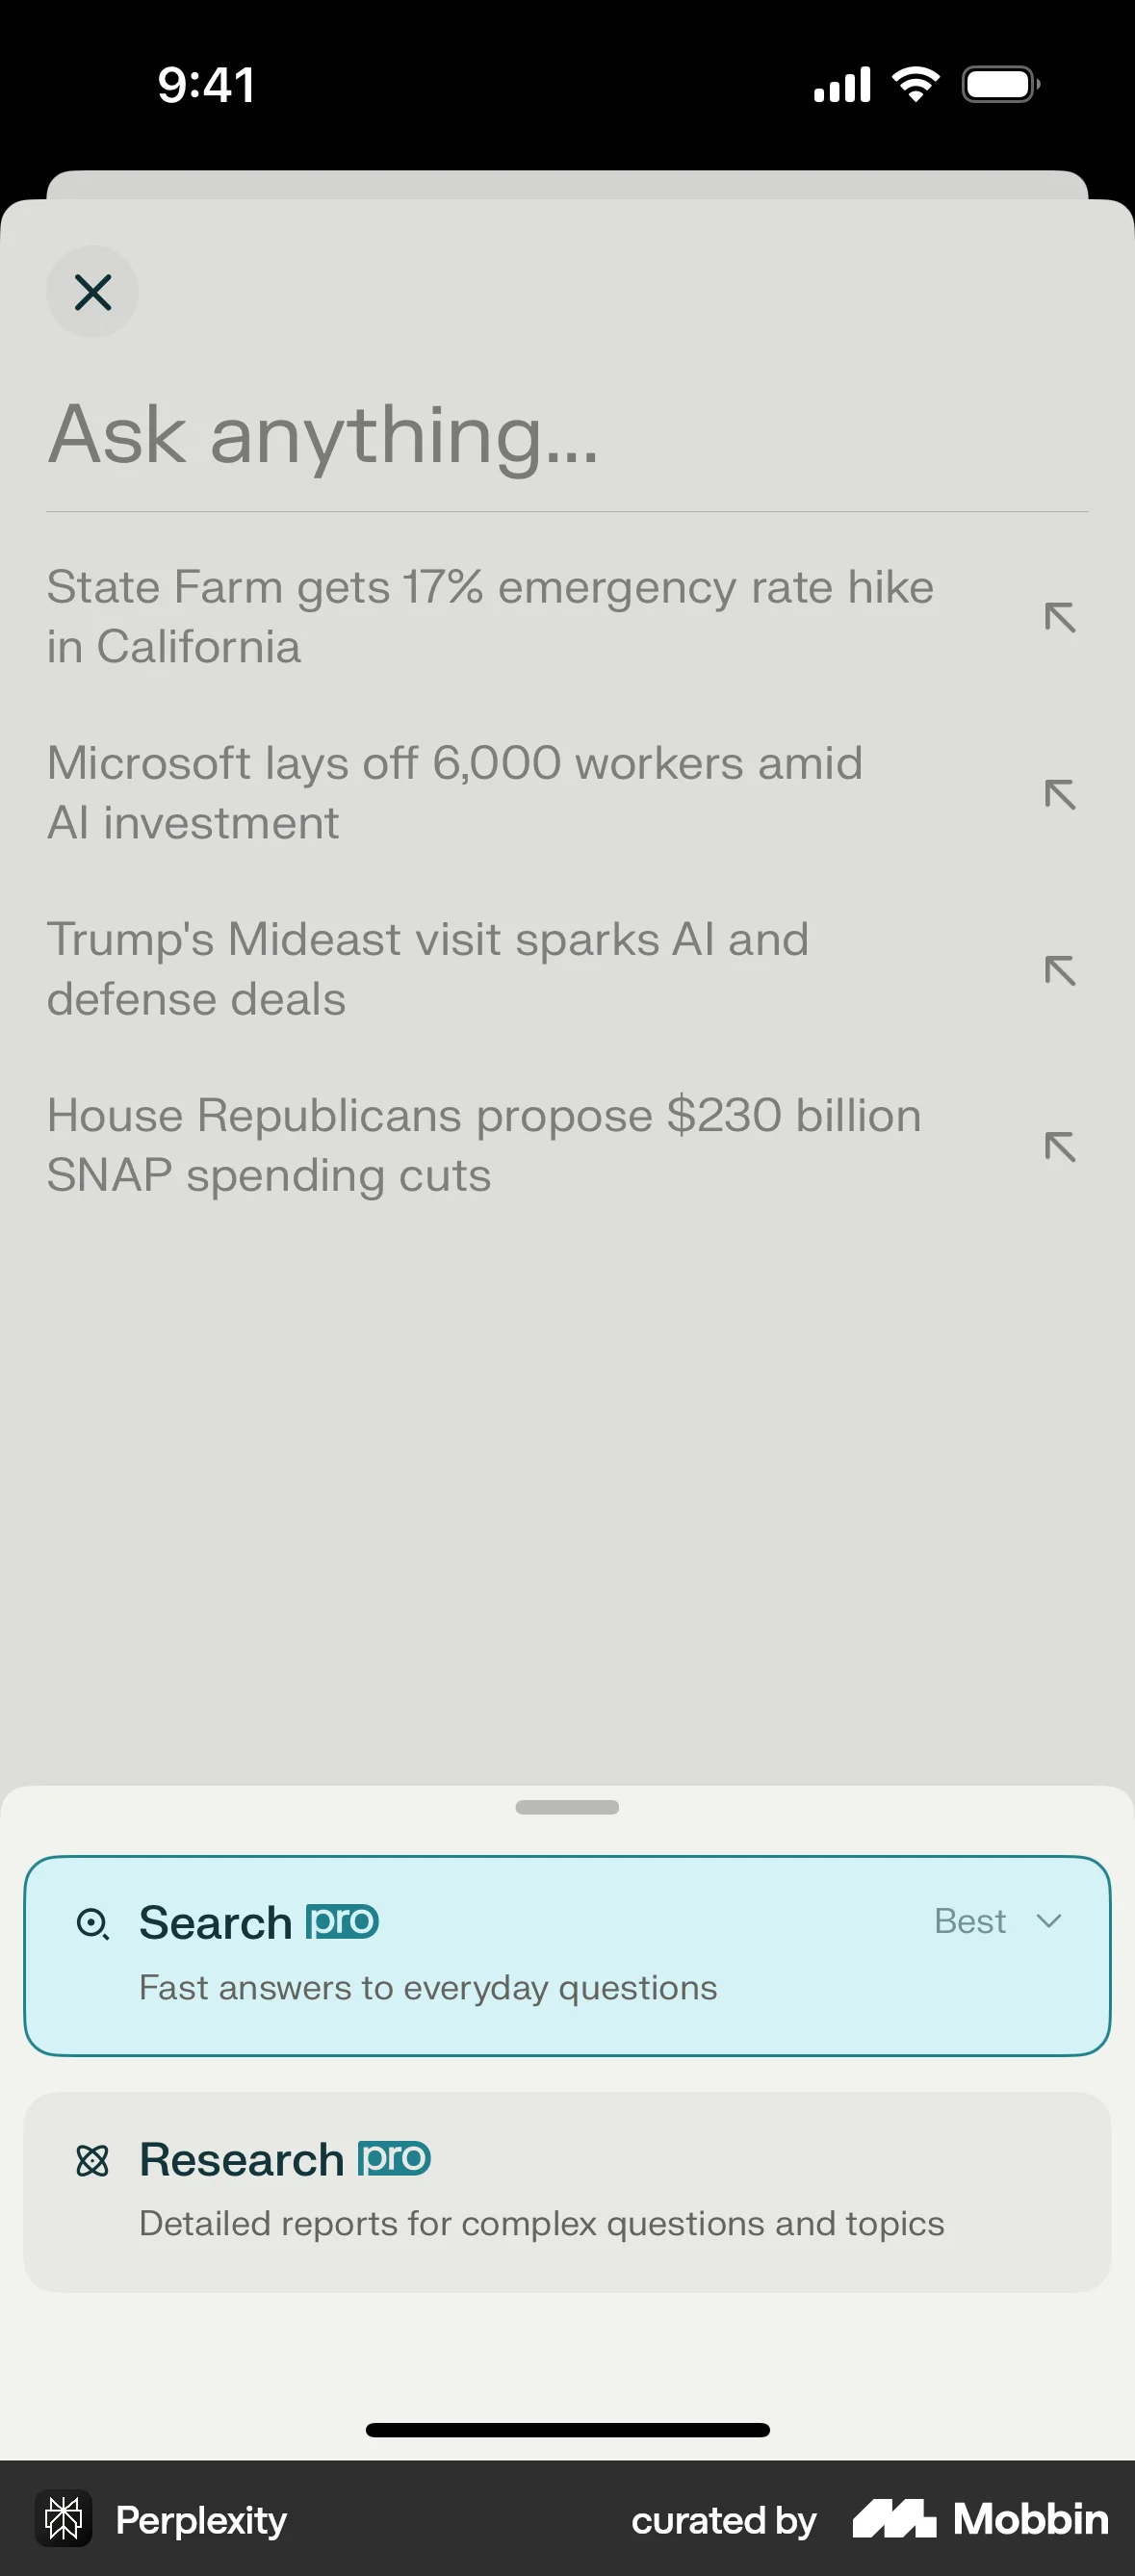 9:41
Ask anything...
State Farm gets 17% emergency rate hike
in California
Microsoft lays off 6,000 workers amid
AI investment
Trump's Mideast visit sparks AI and
defense deals
House Republicans propose $230 billion
SNAP spending cuts
Search pro Best
Fast answers to everyday questions
Research pro
Detailed reports for complex questions and topics
Perplexity curated by Mobbin